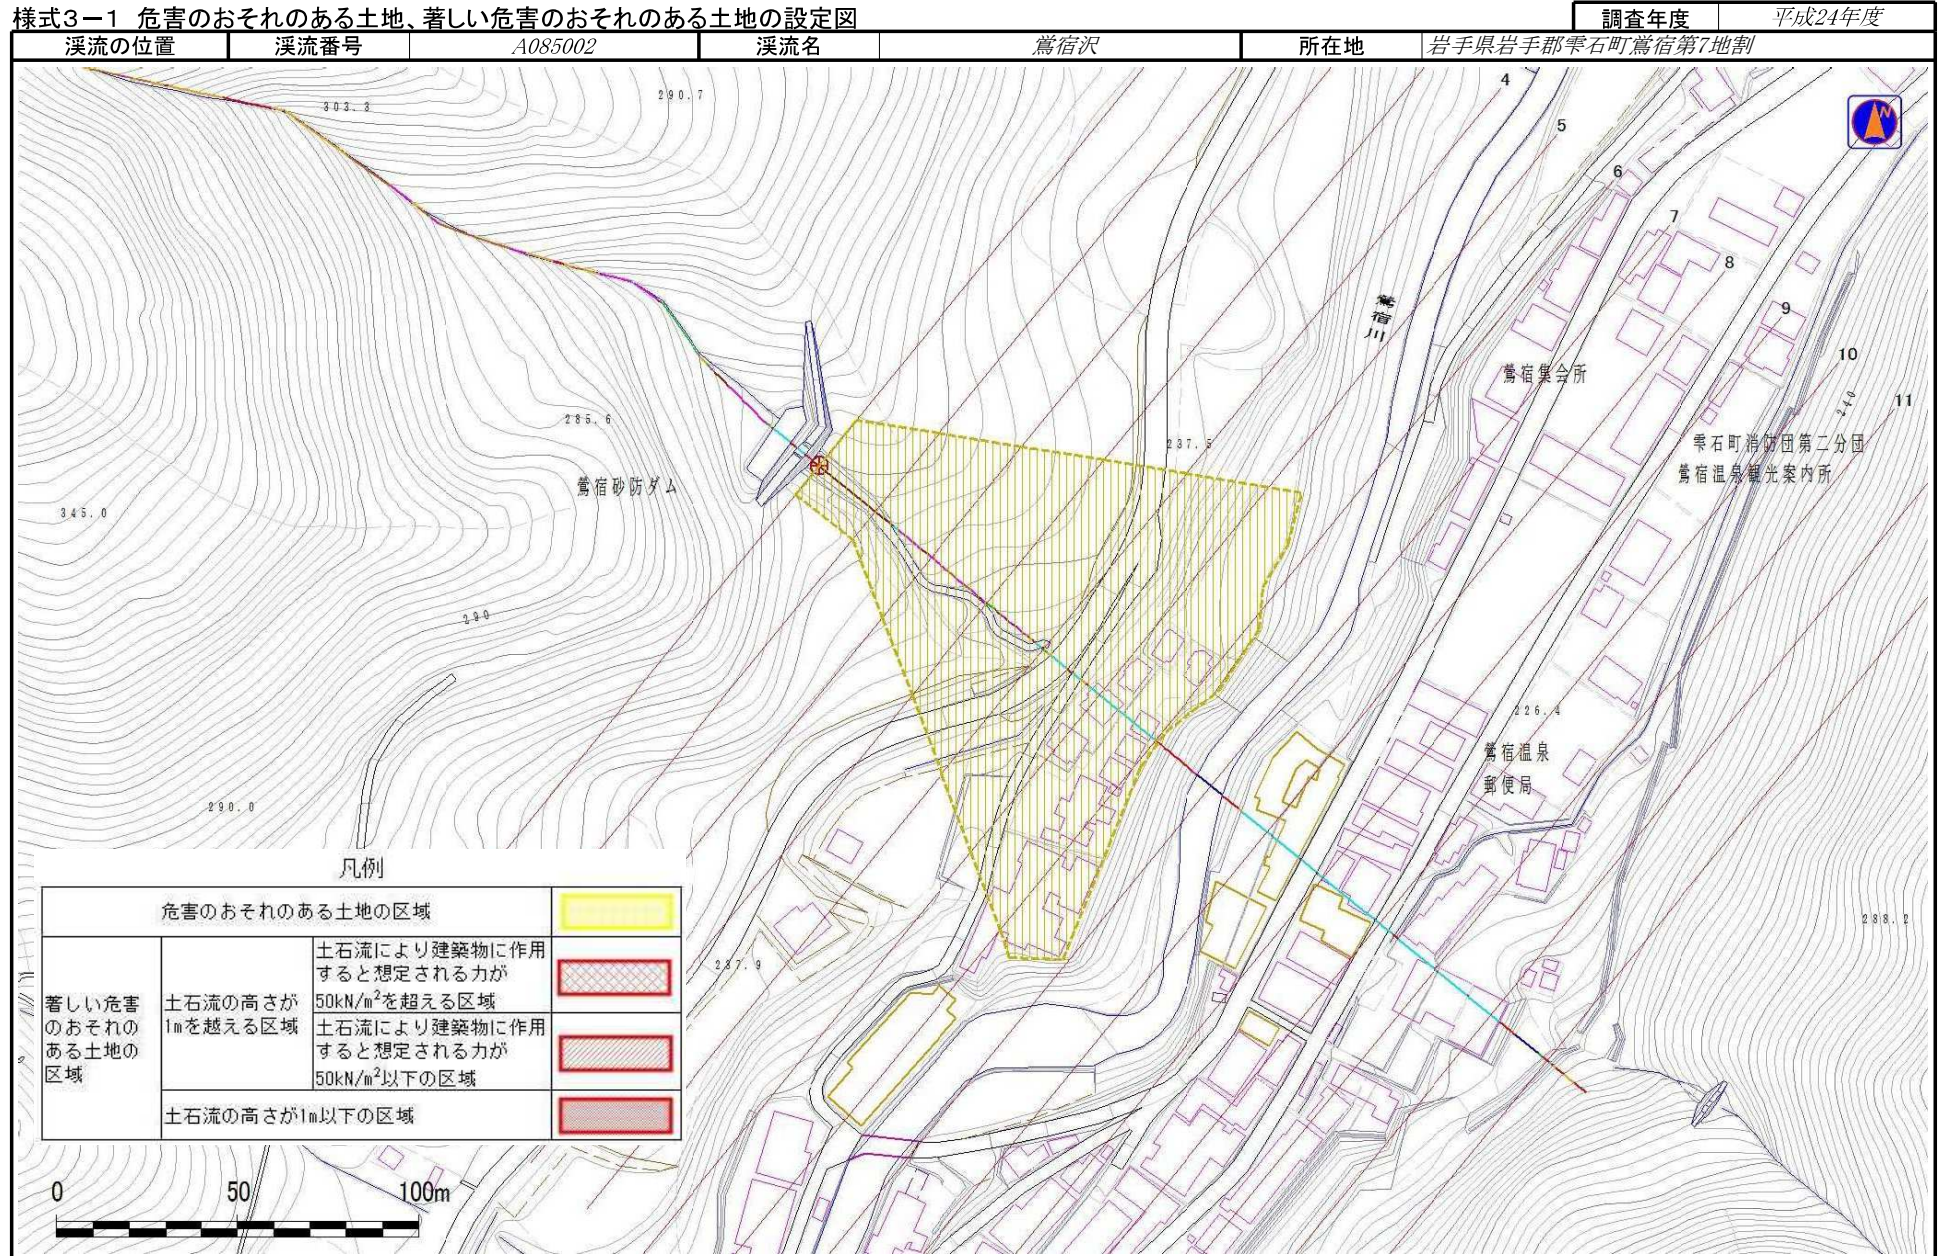 様式3－1 危害のおそれのある土地、著しい危害のおそれのある土地の設定図
調査年度 平成24年度
渓流の位置 渓流番号 A085002 渓流名 鶯宿沢 所在地 岩手県岩手郡雫石町鶯宿第7地割
303.3
290.7
4
5
6
7
8
9
10
11
N
鶯宿川
鶯宿集会所
285.6
237.5
240
雫石町消防団第二分団
鶯宿温泉観光案内所
鶯宿砂防ダム
345.0
290
226.4
鶯宿温泉
郵便局
290.0
288.2
237.9
凡例
危害のおそれのある土地の区域
著しい危害
のおそれの
ある土地の
区域
土石流の高さが
1mを越える区域
土石流により建築物に作用
すると想定される力が
50kN/m²を超える区域
土石流により建築物に作用
すると想定される力が
50kN/m²以下の区域
土石流の高さが1m以下の区域
0 50 100m